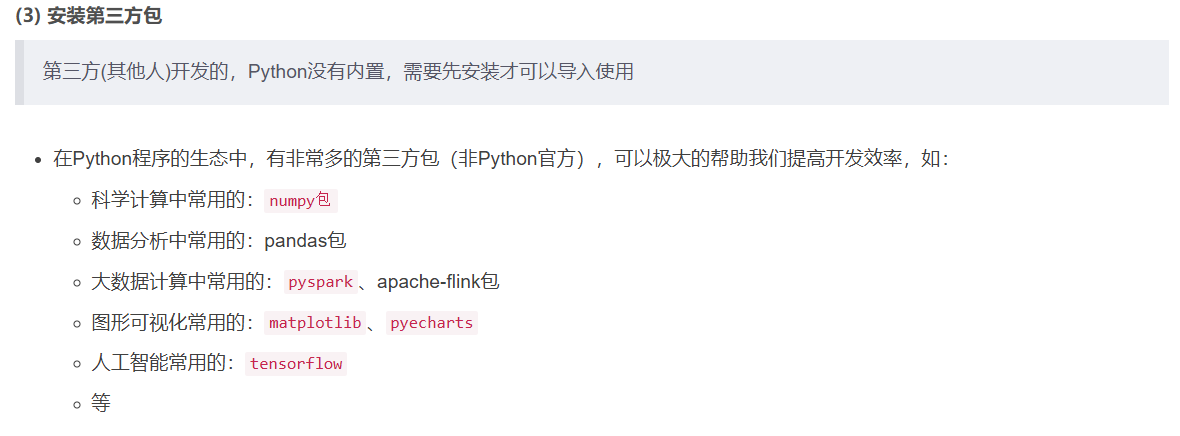 (3) 安装第三方包
第三方(其他人)开发的，Python没有内置，需要先安装才可以导入使用
在Python程序的生态中，有非常多的第三方包（非Python官方），可以极大的帮助我们提高开发效率，如：
科学计算中常用的：numpy包
数据分析中常用的：pandas包
大数据计算中常用的：pyspark、apache-flink包
图形可视化常用的：matplotlib、pyecharts
人工智能常用的：tensorflow
等